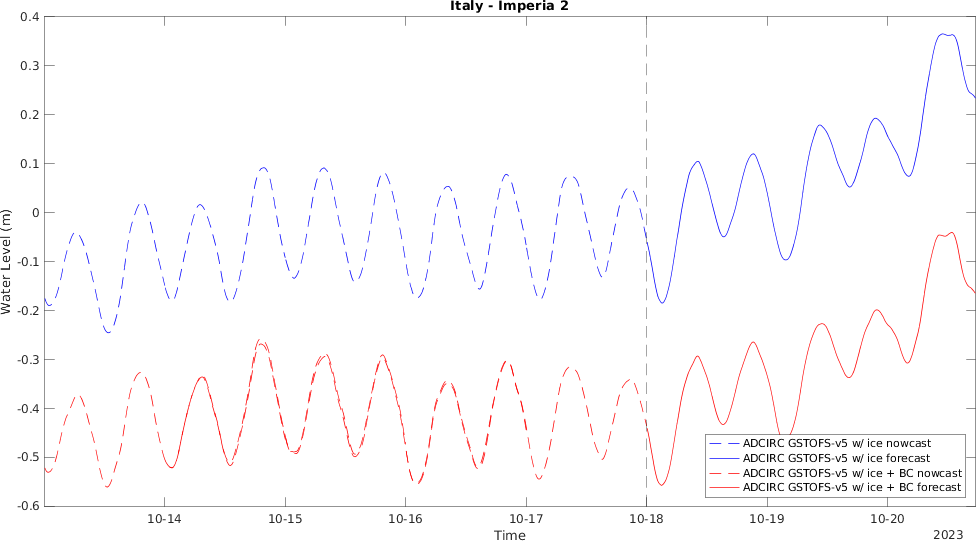 Italy - Imperia 2
Water Level (m)
0.4
0.3
0.2
0.1
0
-0.1
-0.2
-0.3
-0.4
-0.5
-0.6
ADCIRC GSTOFS-v5 w/ ice nowcast
ADCIRC GSTOFS-v5 w/ ice forecast
ADCIRC GSTOFS-v5 w/ ice + BC nowcast
ADCIRC GSTOFS-v5 w/ ice + BC forecast
10-14 10-15 10-16 10-17 10-18 10-19 10-20
Time
2023